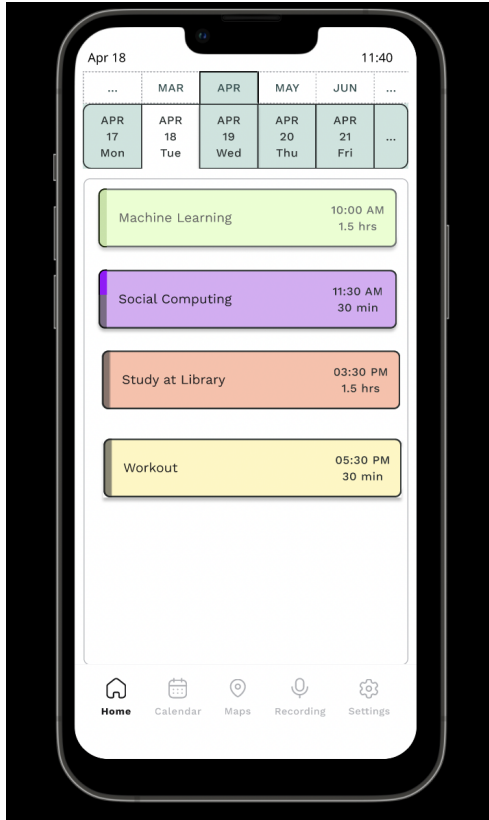 Apr 18 11:40
... MAR APR MAY JUN ...
APR APR APR APR APR
17 18 19 20 21 ...
Mon Tue Wed Thu Fri
Machine Learning
10:00 AM
1.5 hrs
Social Computing
11:30 AM
30 min
Study at Library
03:30 PM
1.5 hrs
Workout
05:30 PM
30 min
Home Calendar Maps Recording Settings